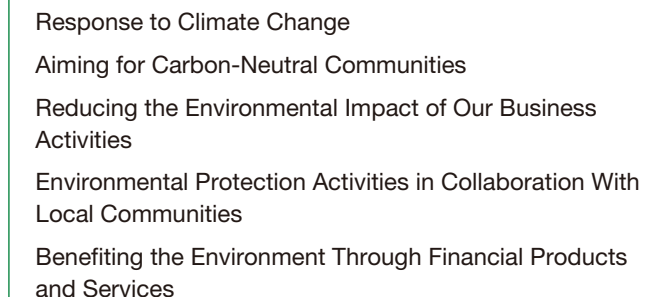 Response to Climate Change
Aiming for Carbon-Neutral Communities
Reducing the Environmental Impact of Our Business
Activities
Environmental Protection Activities in Collaboration With
Local Communities
Benefiting the Environment Through Financial Products
and Services